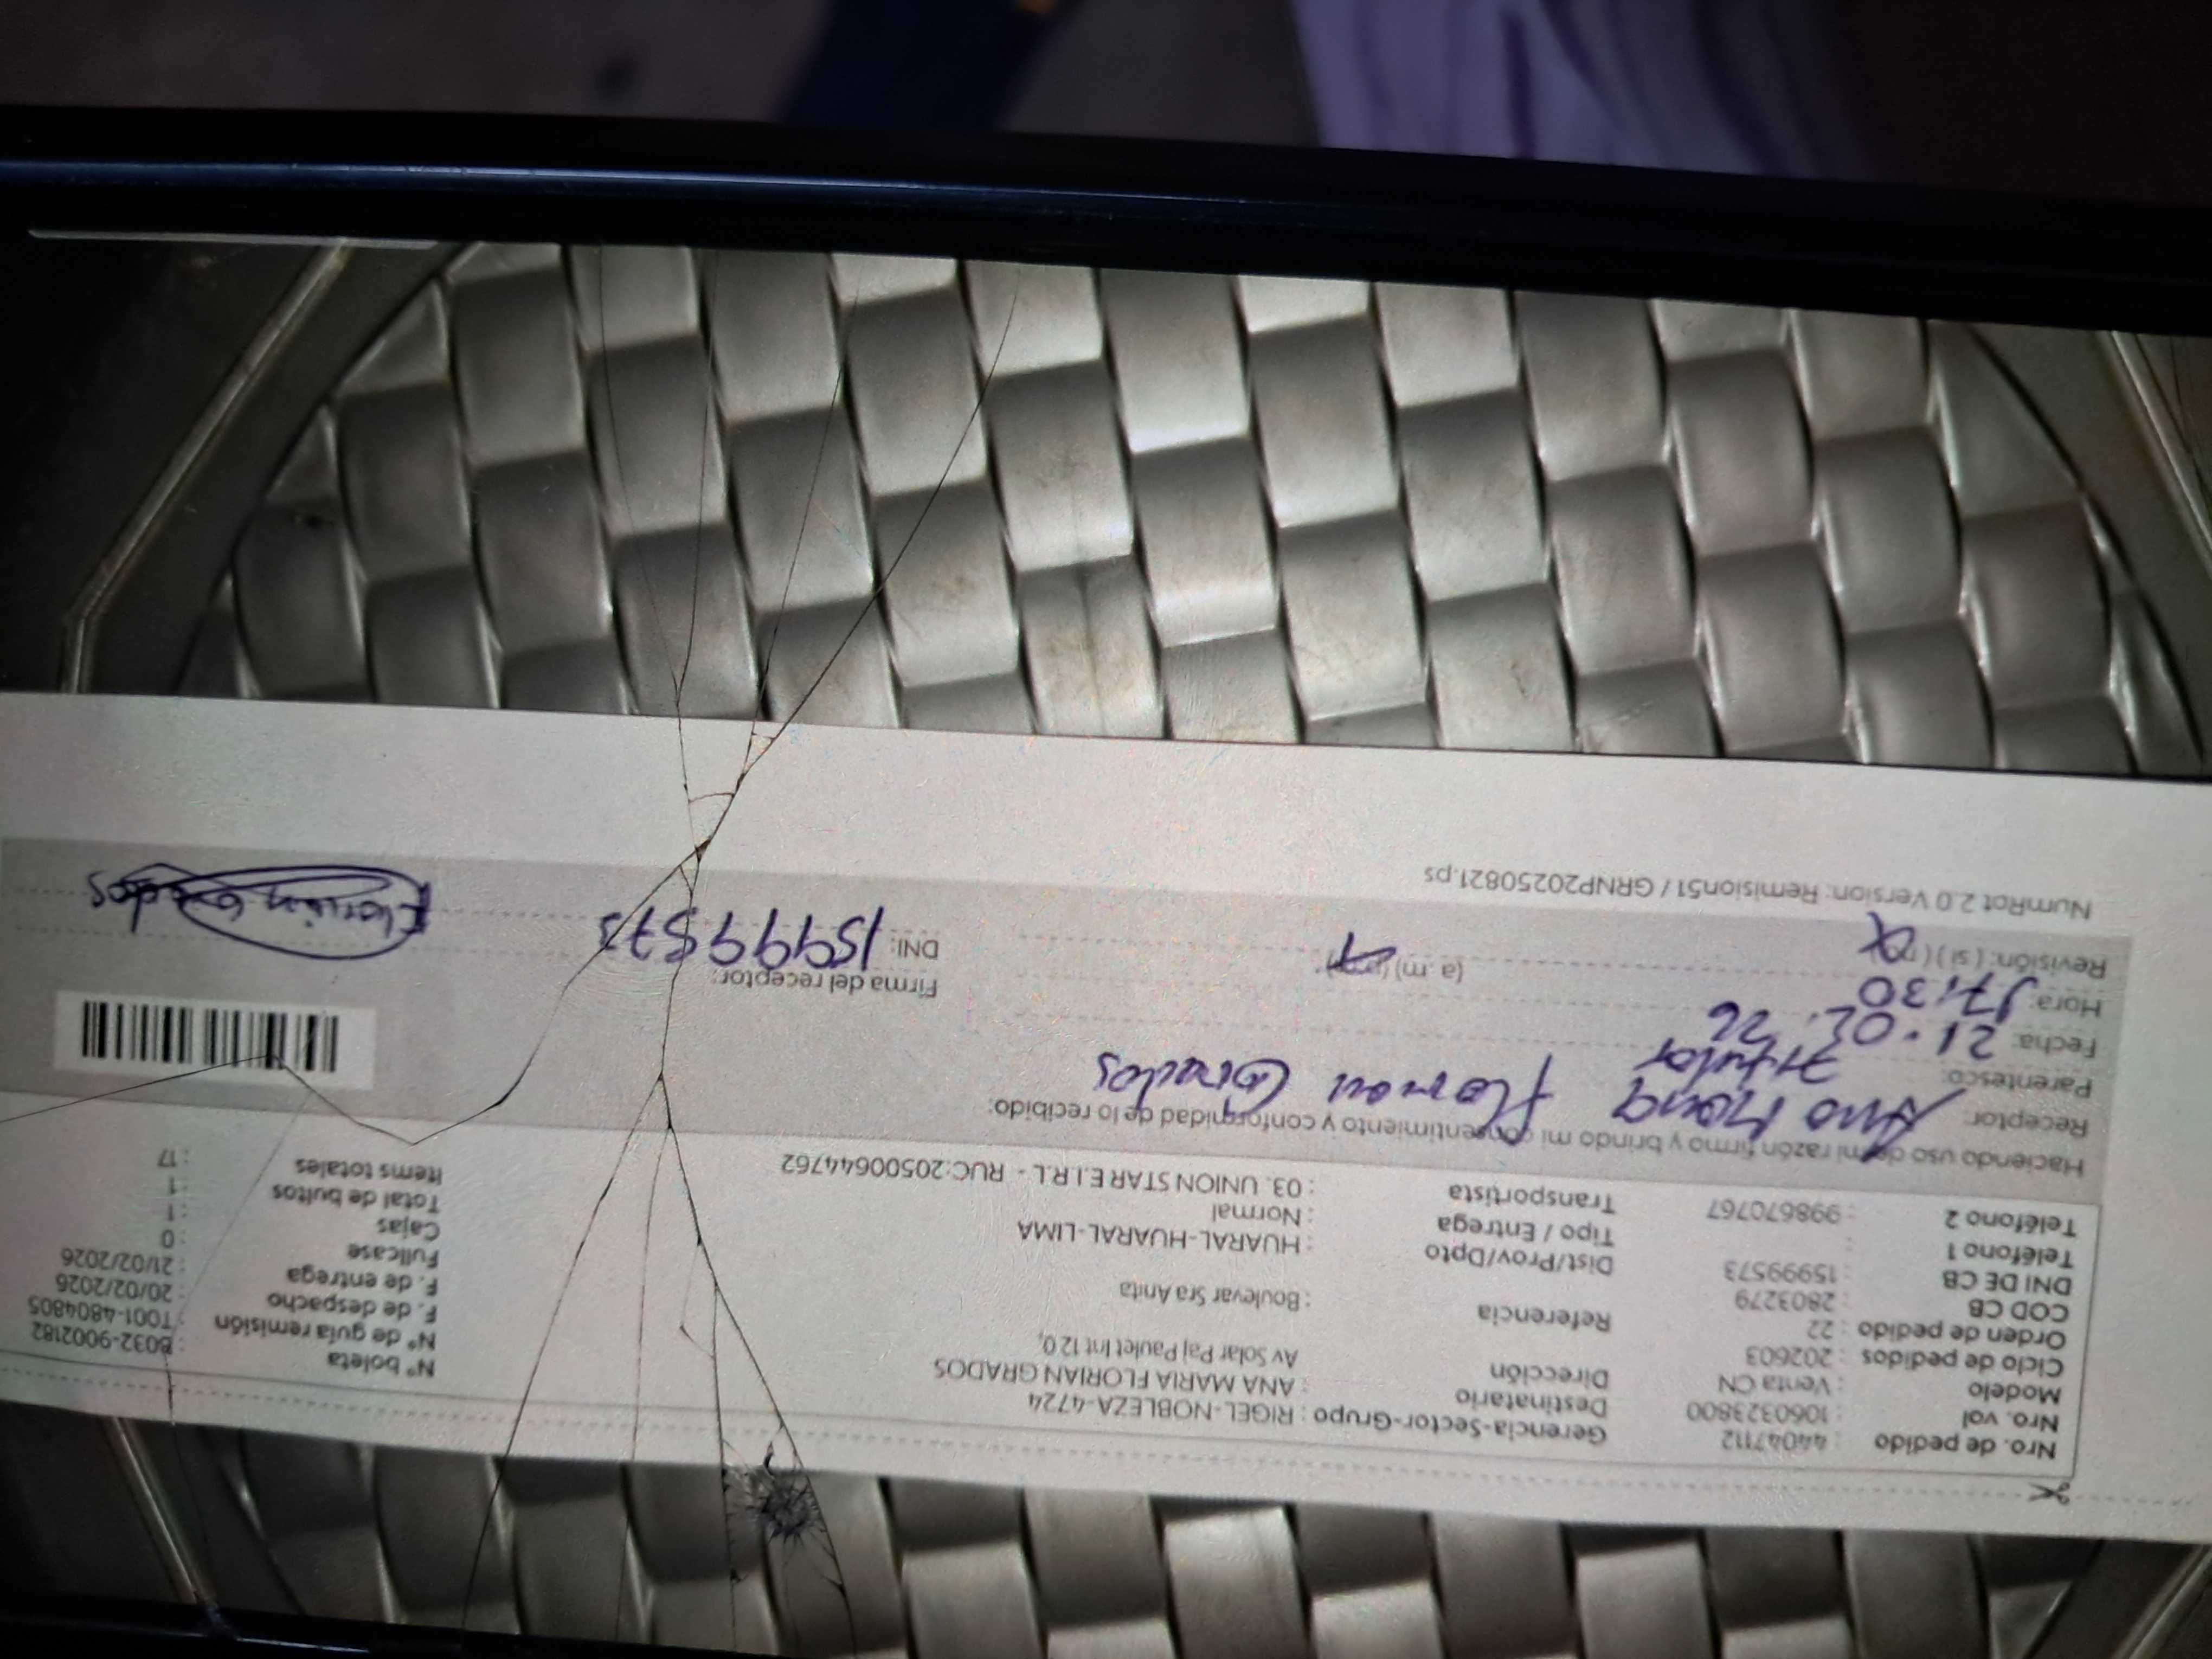 Nro. de pedido : 44047112
Nro. vol : 1060323800
Modelo : Venta CN
Ciclo de pedidos : 202603
Orden de pedido : 22
COD CB : 2803279
DNI DE CB : 15999573
Teléfono 1 :
Teléfono 2 : 998670767
Gerencia-Sector-Grupo : RIGEL-NOBLEZA-4724
Destinatario : ANA MARIA FLORIAN GRADOS
Dirección Av Solar Paj Paulet Int 120,
Referencia : Boulevar Sra Anita
Dist/Prov/Dpto : HUARAL-HUARAL-LIMA
Tipo / Entrega : Normal
Transportista : 03. UNION STAR E.I.R.L - RUC:20500644762
Nº boleta : B032-9002182
Nº de guía remisión : T001-4804805
F. de despacho : 20/02/2026
F. de entrega : 21/02/2026
Fullcase : 0
Cajas : 1
Total de bultos : 1
Items totales : 17
Haciendo uso de mi razón firmo y brindo mi consentimiento y conformidad de lo recibido:
Receptor: Ana Maria Florian Grados
Parentesco: Titular
Fecha: 21.02.26
Hora: 17:30 (a. m)
Revisión: ( si ) (
Firma del receptor:
DNI: 15999573
Florian Grados
NumRot 2.0 Version: Remision51 / GRNP20250821.ps